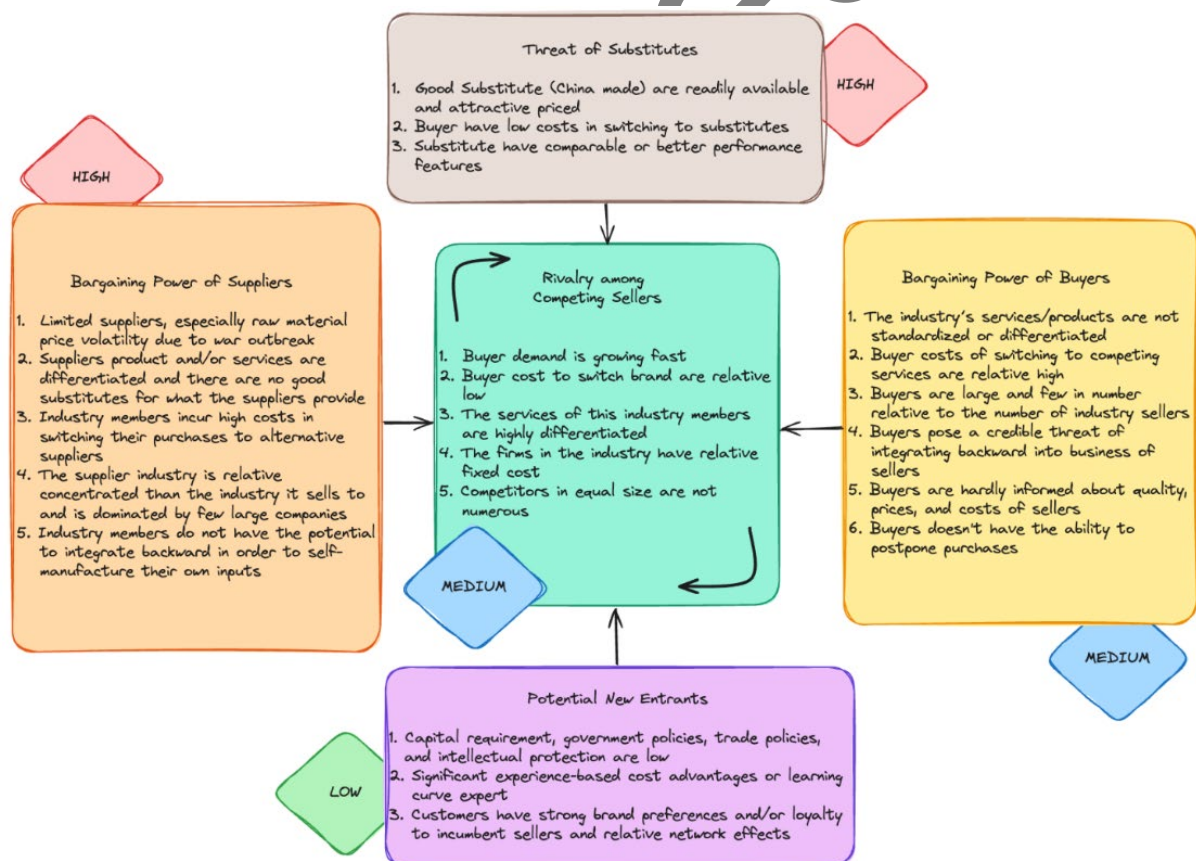 Threat of Substitutes
1. Good Substitute (China made) are readily available
and attractive priced
2. Buyer have low costs in switching to substitutes
3. Substitute have comparable or better performance
features
HIGH
HIGH
Bargaining Power of Suppliers
1. Limited suppliers, especially raw material
price volatility due to war outbreak
2. Suppliers product and/or services are
differentiated and there are no good
substitutes for what the suppliers provide
3. Industry members incur high costs in
switching their purchases to alternative
suppliers
4. The supplier industry is relative
concentrated than the industry it sells to
and is dominated by few large companies
5. Industry members do not have the potential
to integrate backward in order to self-
manufacture their own inputs
Rivalry among
Competing Sellers
1. Buyer demand is growing fast
2. Buyer cost to switch brand are relative
low
3. The services of this industry members
are highly differentiated
4. The firms in the industry have relative
fixed cost
5. Competitors in equal size are not
numerous
MEDIUM
Bargaining Power of Buyers
1. The industry's services/products are not
standardized or differentiated
2. Buyer costs of switching to competing
services are relative high
3. Buyers are large and few in number
relative to the number of industry sellers
4. Buyers pose a credible threat of
integrating backward into business of
sellers
5. Buyers are hardly informed about quality,
prices, and costs of sellers
6. Buyers doesn't have the ability to
postpone purchases
MEDIUM
Potential New Entrants
1. Capital requirement, government policies, trade policies,
and intellectual protection are low
2. Significant experience-based cost advantages or learning
curve expert
3. Customers have strong brand preferences and/or loyalty
to incumbent sellers and relative network effects
LOW